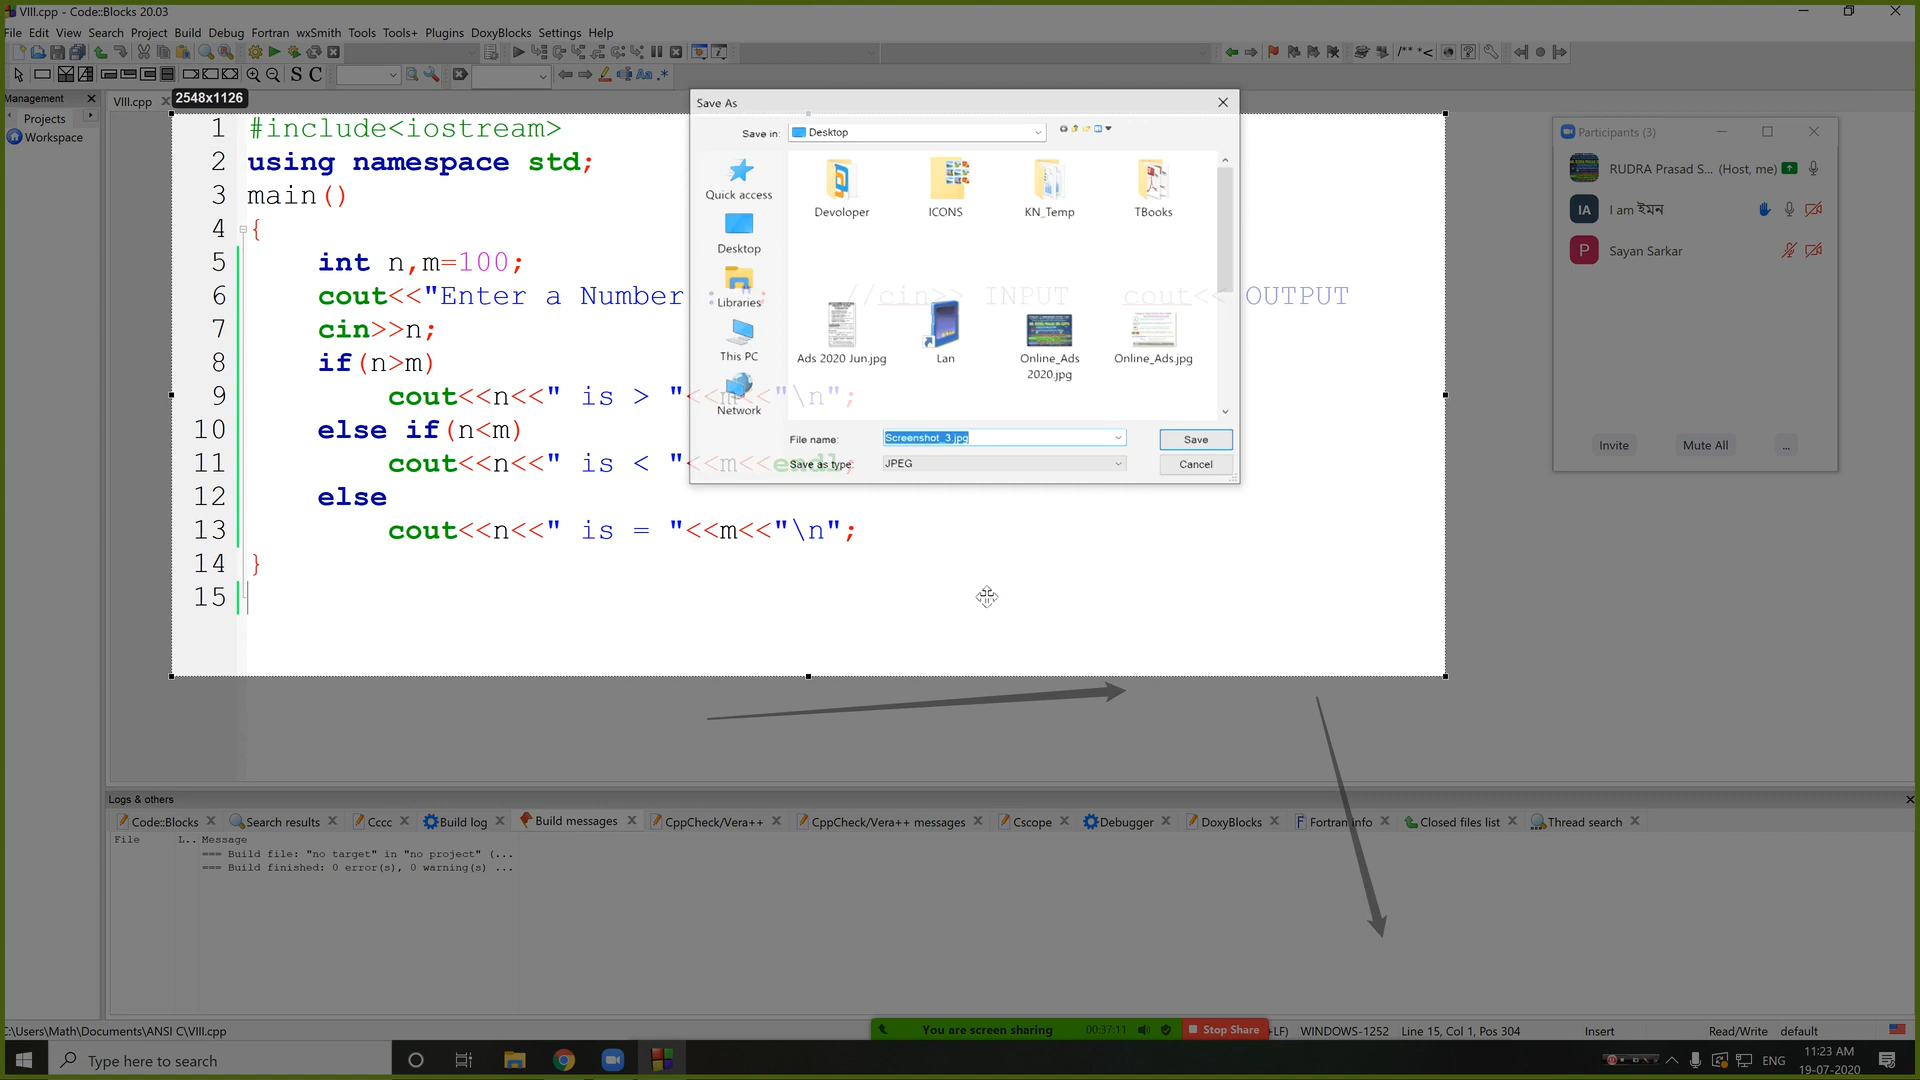 VIII.cpp - Code::Blocks 20.03
File Edit View Search Project Build Debug Fortran wxSmith Tools Tools+ Plugins DoxyBlocks Settings Help
Management
Projects
Workspace
VIII.cpp
2548x1126
1 #include<iostream>
2 using namespace std;
3 main()
4 {
5 int n,m=100;
6 cout<<"Enter a Number : "; //cin>> INPUT cout<< OUTPUT
7 cin>>n;
8 if(n>m)
9 cout<<n<<" is > "<<m<<"\n";
10 else if(n<m)
11 cout<<n<<" is < "<<m<<endl;
12 else
13 cout<<n<<" is = "<<m<<"\n";
14 }
15
Save As
Save in: Desktop
Quick access
Desktop
Libraries
This PC
Network
Devoloper ICONS KN_Temp TBooks
Ads 2020 Jun.jpg Lan Online_Ads 2020.jpg Online_Ads.jpg
File name: Screenshot_3.jpg Save
Save as type: JPEG Cancel
Participants (3)
RUDRA Prasad S... (Host, me)
IA I am ইমন
P Sayan Sarkar
Invite Mute All ...
Logs & others
Code::Blocks Search results Cccc Build log Build messages CppCheck/Vera++ CppCheck/Vera++ messages Cscope Debugger DoxyBlocks Fortran info Closed files list Thread search
File L.. Message
=== Build file: "no target" in "no project" (...
=== Build finished: 0 error(s), 0 warning(s) ...
C:\Users\Math\Documents\ANSI C\VIII.cpp
You are screen sharing 00:37:11 Stop Share
+LF) WINDOWS-1252 Line 15, Col 1, Pos 304 Insert Read/Write default
Type here to search
ENG
11:23 AM
19-07-2020